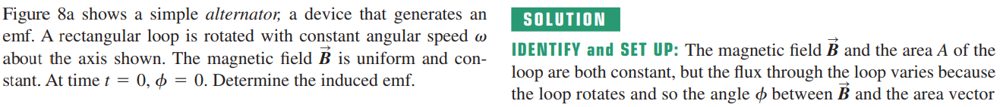 Figure 8a shows a simple alternator, a device that generates an
emf. A rectangular loop is rotated with constant angular speed ω
about the axis shown. The magnetic field B⃗ is uniform and con-
stant. At time t = 0, ϕ = 0. Determine the induced emf.
SOLUTION
IDENTIFY and SET UP: The magnetic field B⃗ and the area A of the
loop are both constant, but the flux through the loop varies because
the loop rotates and so the angle ϕ between B⃗ and the area vector